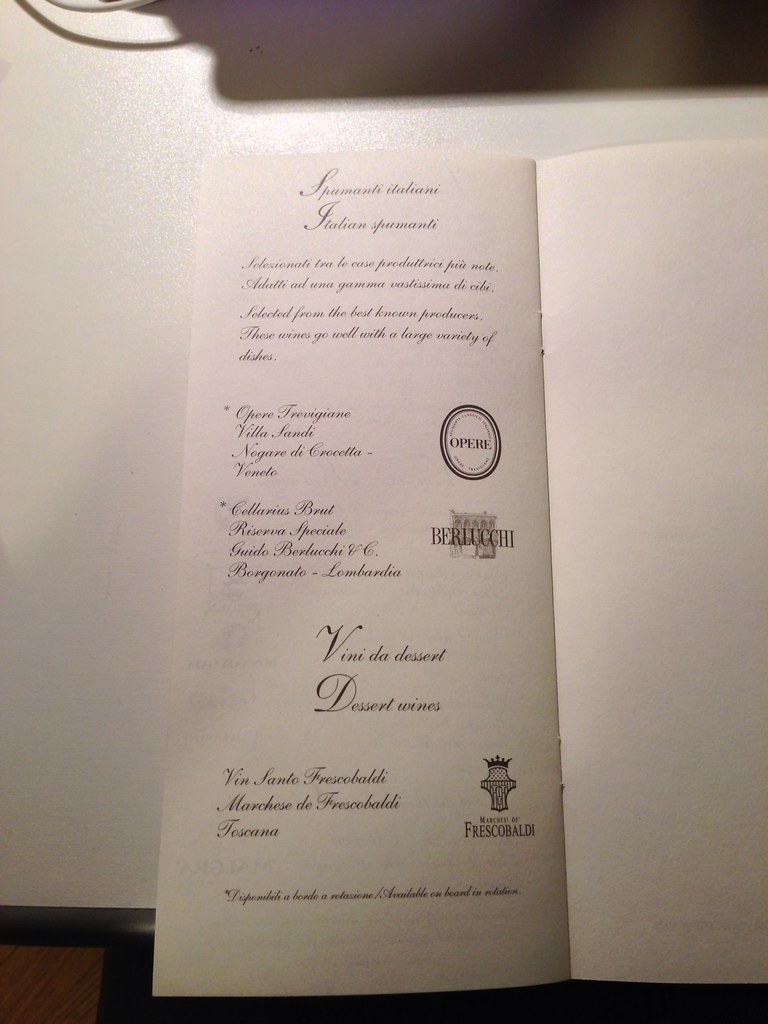 Spumanti italiani
Italian spumanti
Selezionati tra le case produttrici più note.
Adatti ad una gamma vastissima di cibi.
Selected from the best known producers.
These wines go well with a large variety of
dishes.
* Opere Trevigiane
Villa Sandi
Nogare di Crocetta -
Veneto
OPERE
* Cellarius Brut
Riserva Speciale
Guido Berlucchi & C.
Borgonato - Lombardia
BERLUCCHI
Vini da dessert
Dessert wines
Vin Santo Frescobaldi
Marchese de Frescobaldi
Toscana
MARCHESI DE'
FRESCOBALDI
*Disponibili a bordo a rotazione/Available on board in rotation.